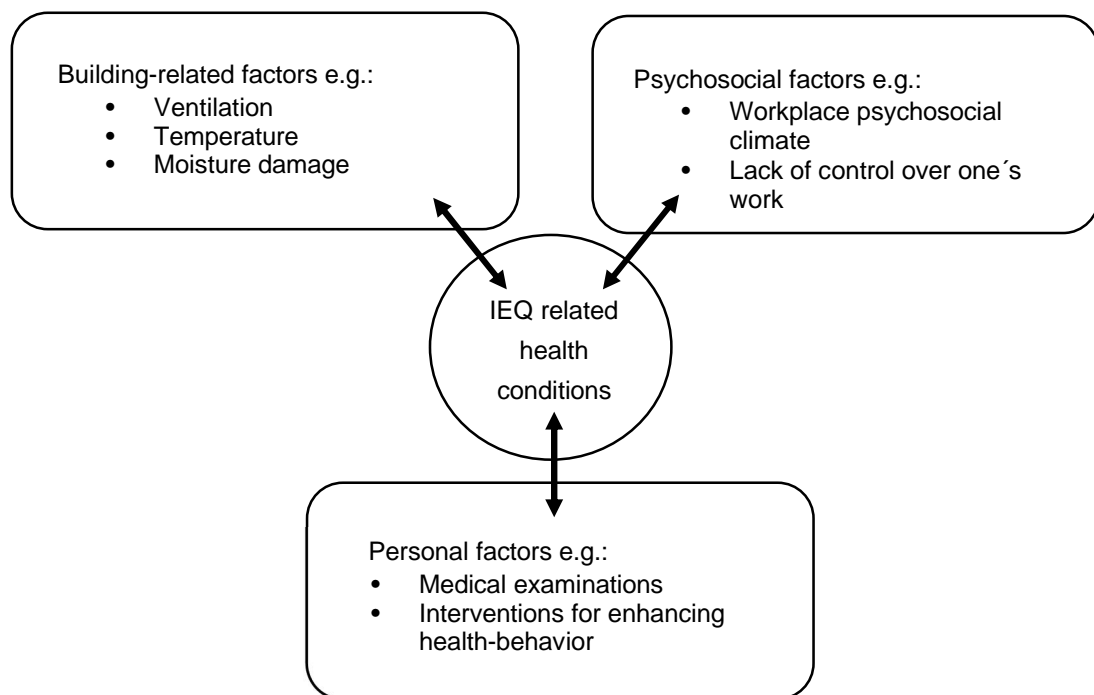 Building-related factors e.g.:
• Ventilation
• Temperature
• Moisture damage
Psychosocial factors e.g.:
• Workplace psychosocial
climate
• Lack of control over one´s
work
IEQ related
health
conditions
Personal factors e.g.:
• Medical examinations
• Interventions for enhancing
health-behavior